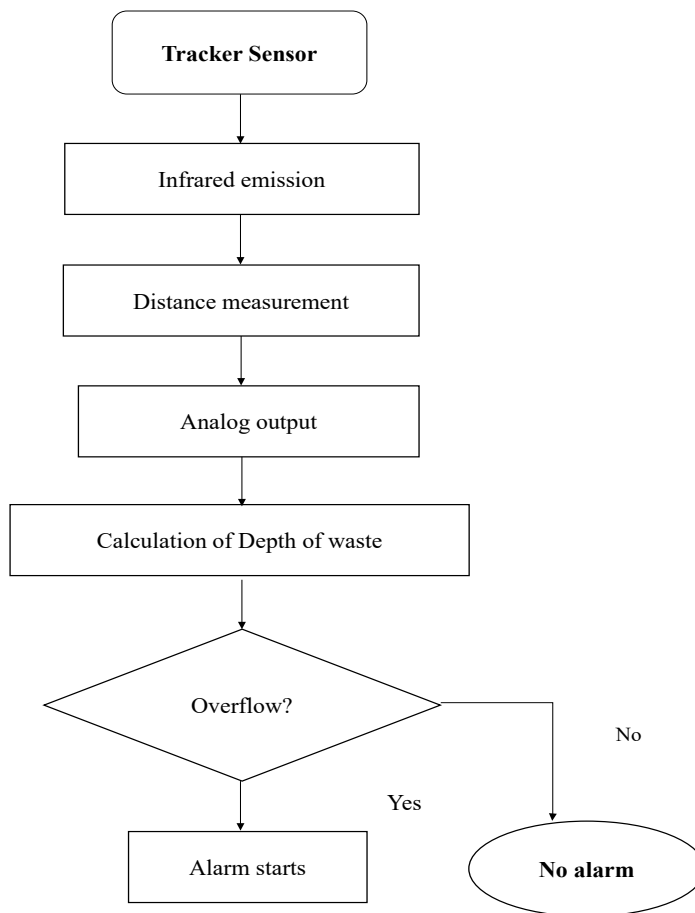 Tracker Sensor
Infrared emission
Distance measurement
Analog output
Calculation of Depth of waste
Overflow?
No
Yes
Alarm starts
No alarm